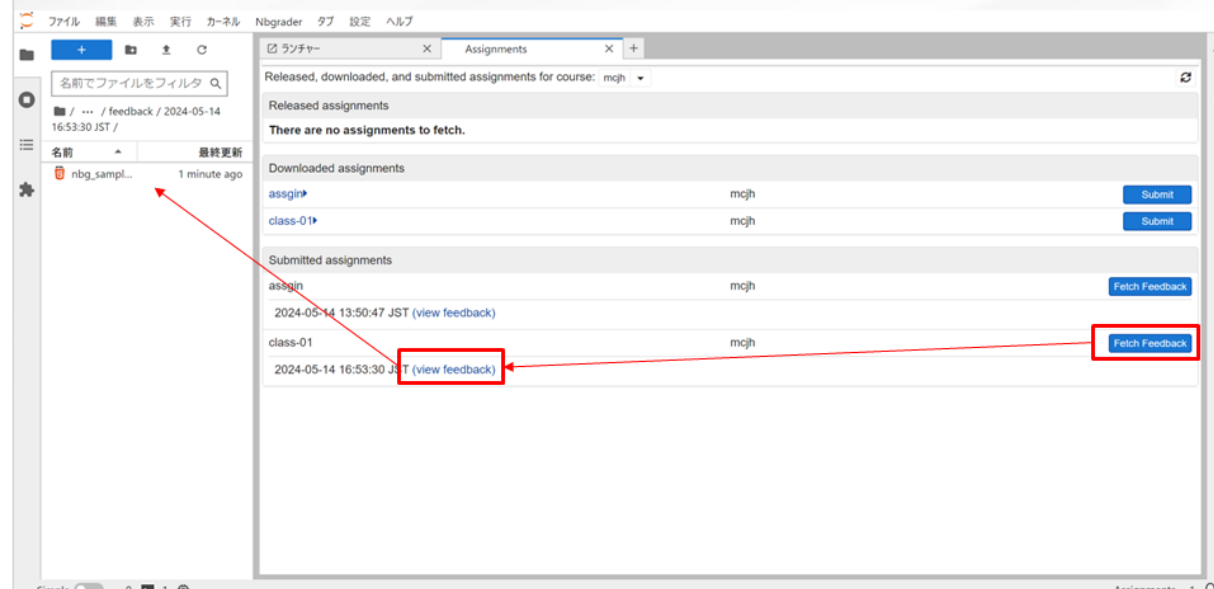 ファイル 編集 表示 実行 カーネル Nbgrader タブ 設定 ヘルプ
+
名前でファイルをフィルタ
/ ··· / feedback / 2024-05-14
16:53:30 JST /
名前 最終更新
nbg_sampl... 1 minute ago
ランチャー × Assignments × +
Released, downloaded, and submitted assignments for course: mcjh
Released assignments
There are no assignments to fetch.
Downloaded assignments
assgin mcjh Submit
class-01 mcjh Submit
Submitted assignments
assgin mcjh Fetch Feedback
2024-05-14 13:50:47 JST (view feedback)
class-01 mcjh Fetch Feedback
2024-05-14 16:53:30 JST (view feedback)